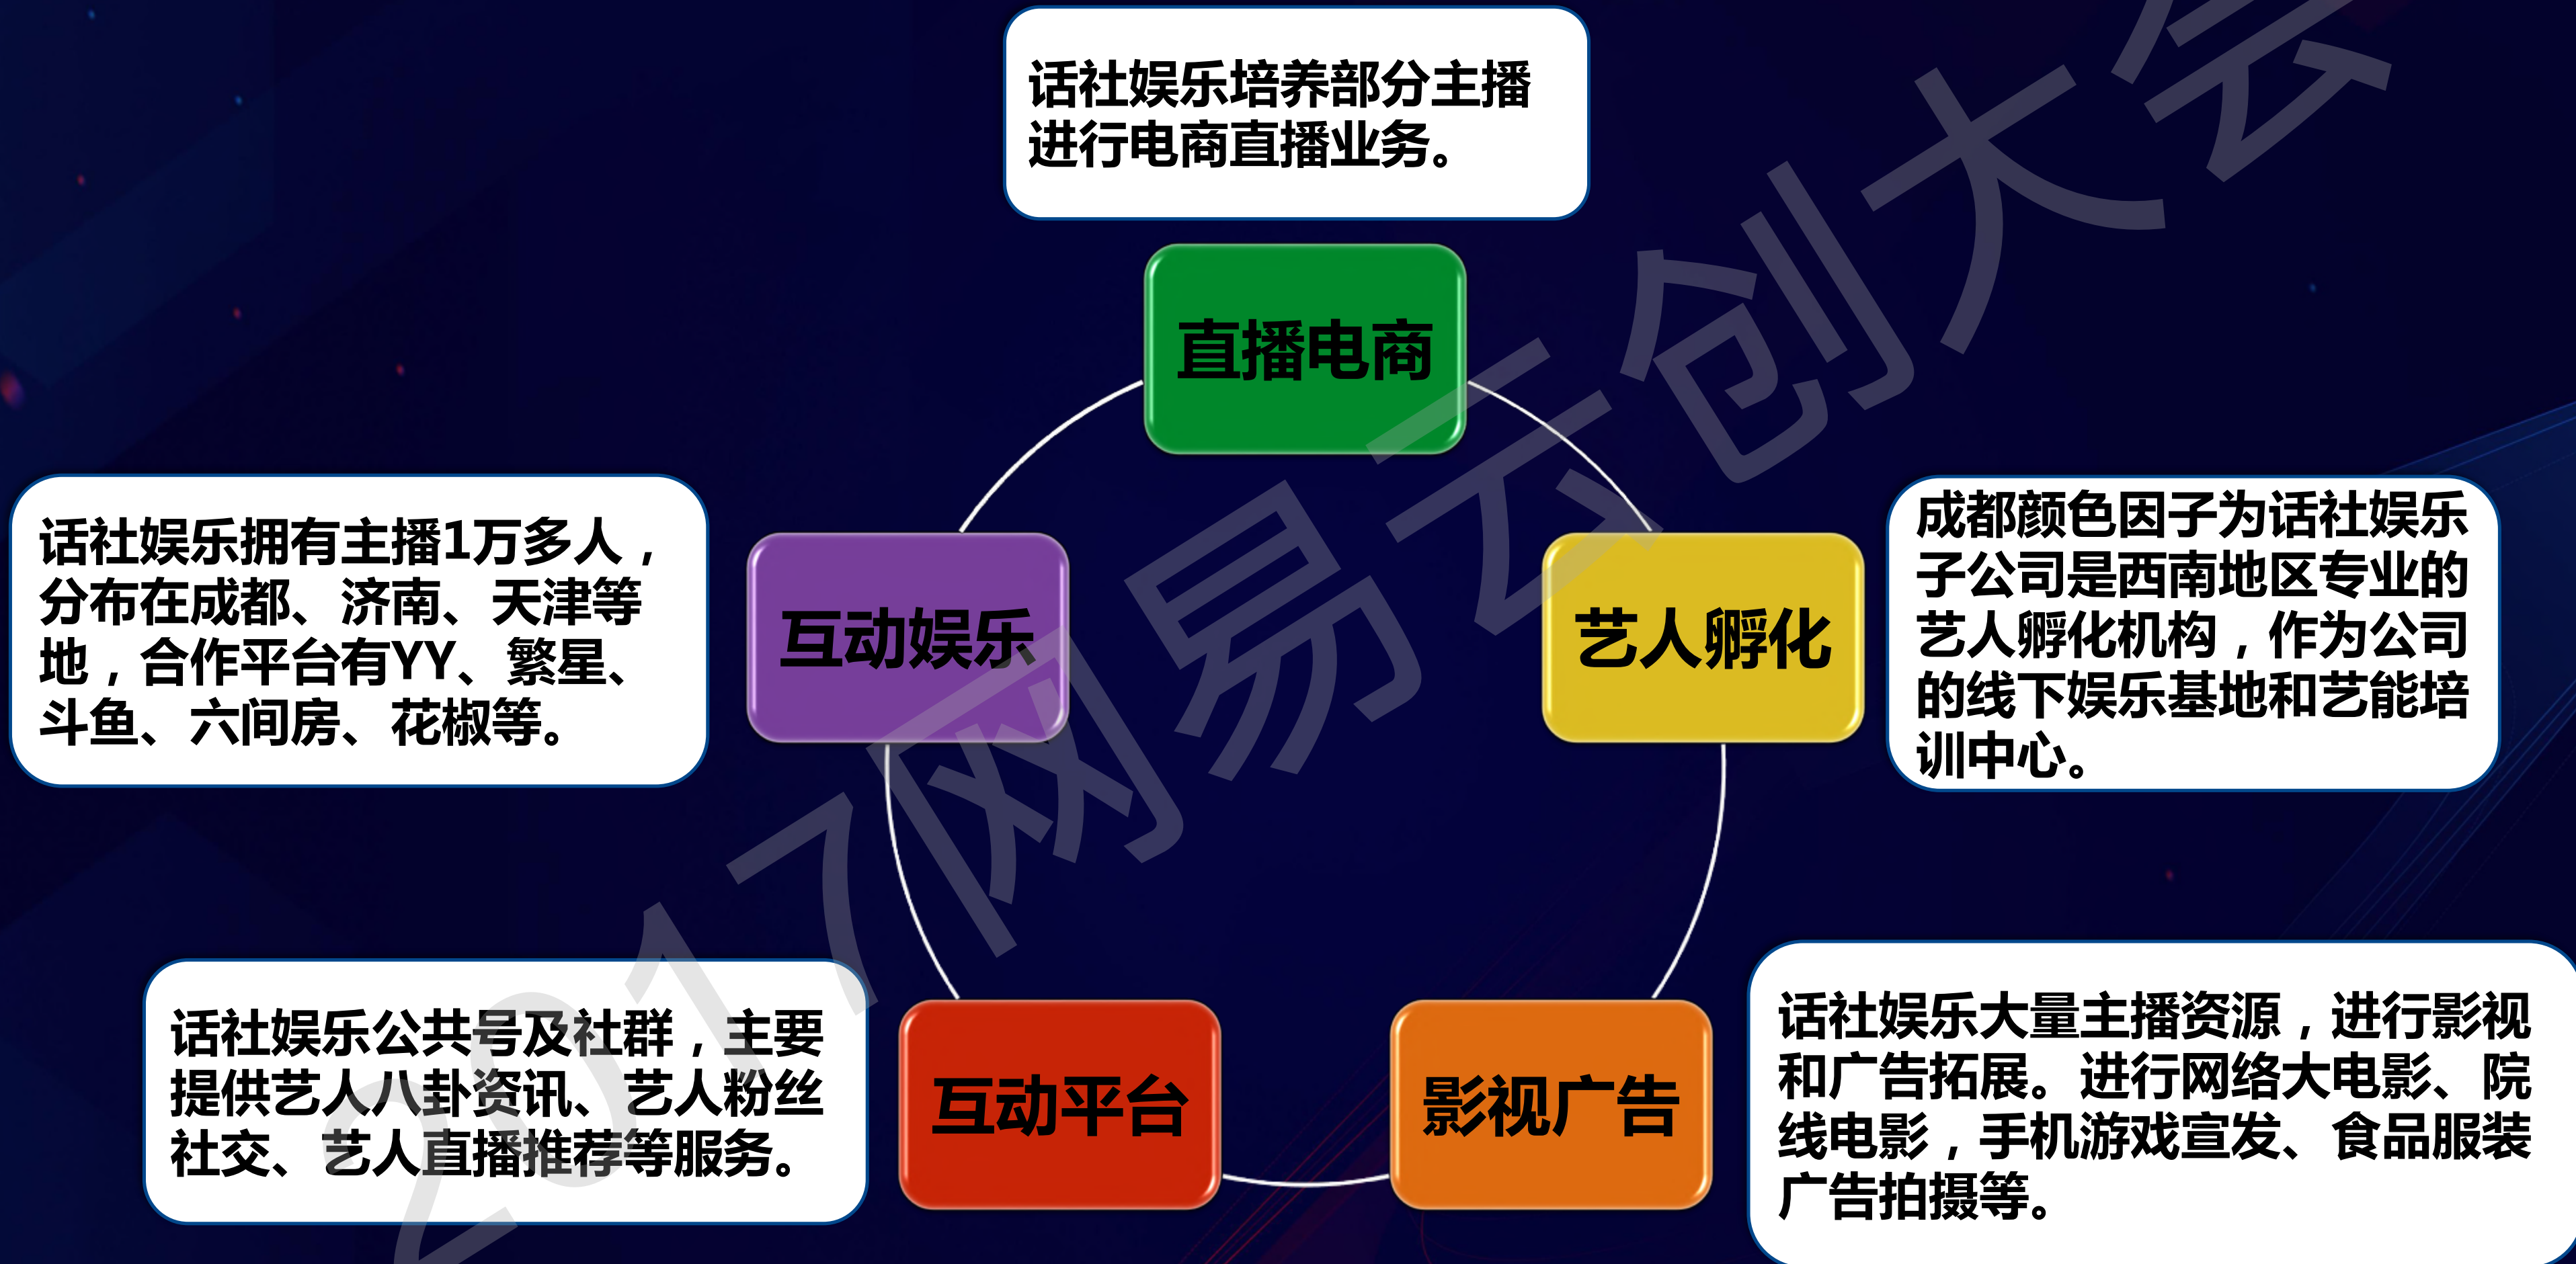 话社娱乐培养部分主播
进行电商直播业务。
直播电商
话社娱乐拥有主播1万多人，
分布在成都、济南、天津等
地，合作平台有YY、繁星、
斗鱼、六间房、花椒等。
互动娱乐
艺人孵化
成都颜色因子为话社娱乐
子公司是西南地区专业的
艺人孵化机构，作为公司
的线下娱乐基地和艺能培
训中心。
话社娱乐公共号及社群，主要
提供艺人八卦资讯、艺人粉丝
社交、艺人直播推荐等服务。
互动平台
影视广告
话社娱乐大量主播资源，进行影视
和广告拓展。进行网络大电影、院
线电影，手机游戏宣发、食品服装
广告拍摄等。
2017网易云创大会